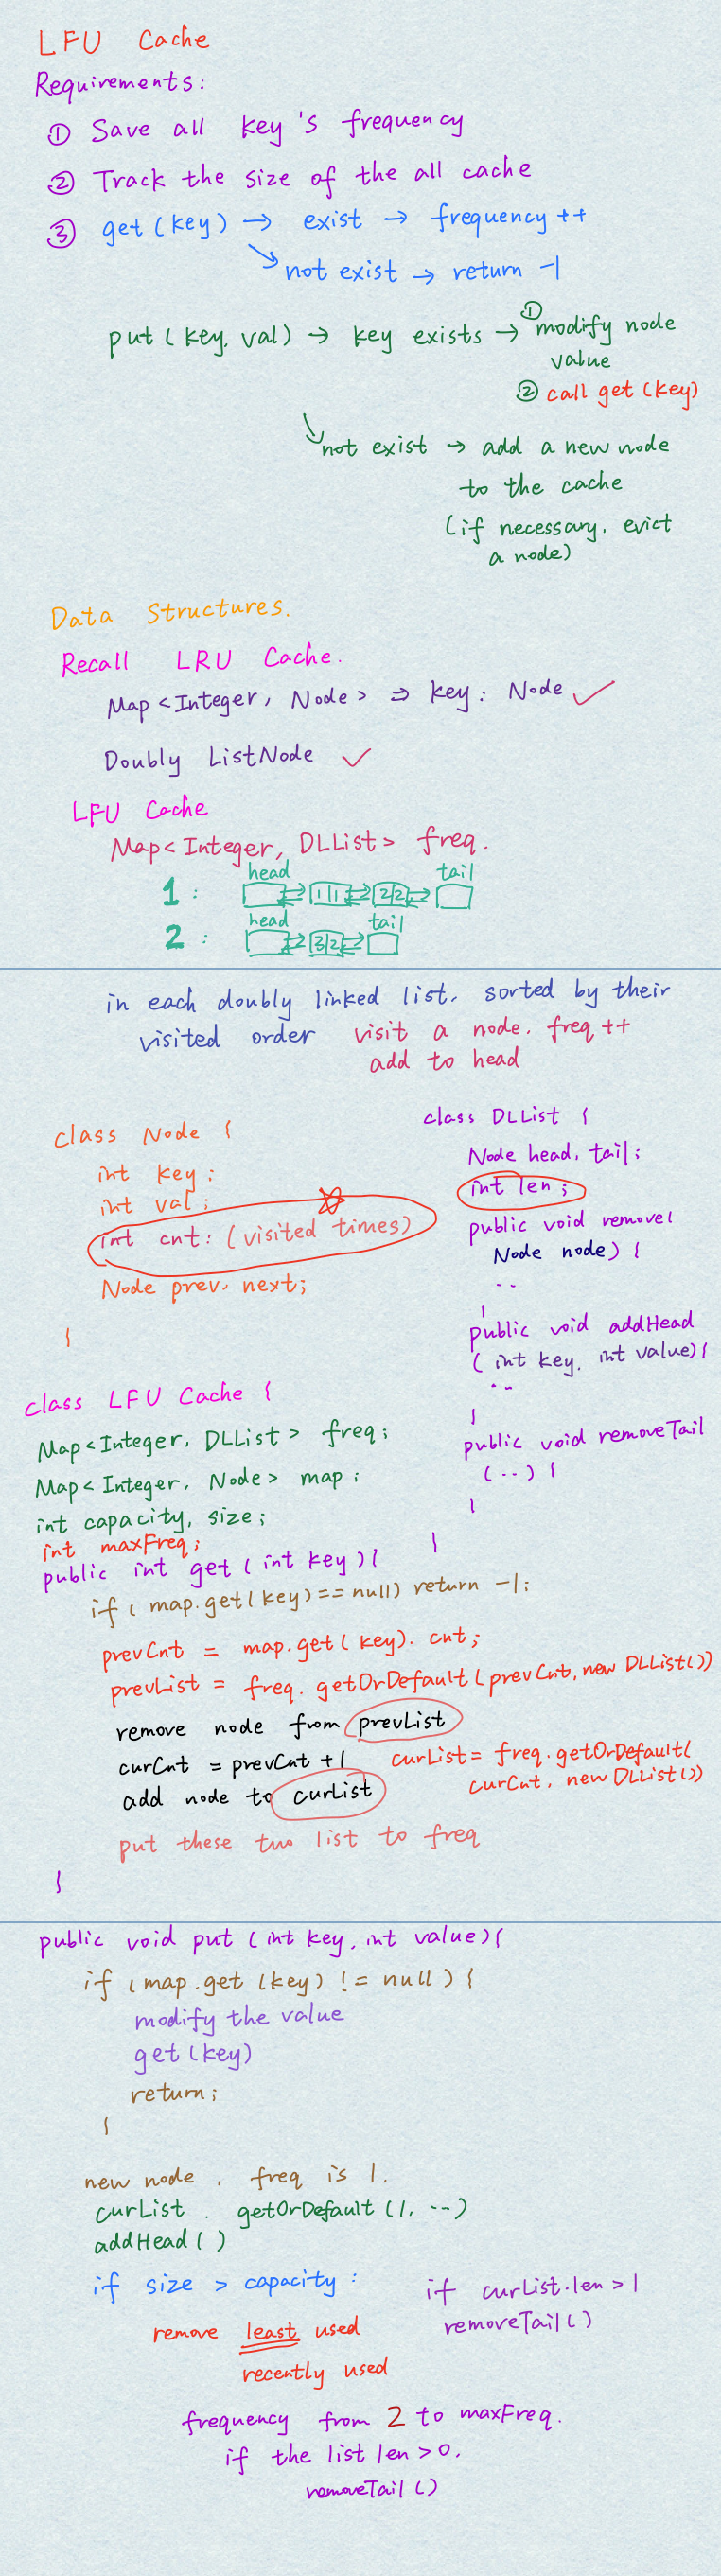 LFU Cache
Requirements:
① Save all key's frequency
② Track the size of the all cache
③ get(key) → exist → frequency++
↘ not exist → return -1
put(key, val) → key exists → ① modify node
value
② call get(key)
↘ not exist → add a new node
to the cache
(if necessary, evict
a node)
Data Structures.
Recall LRU Cache.
Map<Integer, Node> ⇒ key: Node ✓
Doubly ListNode ✓
LFU Cache
Map<Integer, DLList> freq.
head tail
1: 1|1 2|2
head tail
2: 3|2
in each doubly linked list, sorted by their
visited order visit a node, freq++
add to head
class Node {
int key;
int val;
int cnt: (visited times)
Node prev, next;
}
class DLList {
Node head, tail;
int len;
public void remove(
Node node) {
..
}
public void addHead
(int key, int value) {
..
}
public void removeTail
(..) {
}
}
class LFU Cache {
Map<Integer, DLList> freq;
Map<Integer, Node> map;
int capacity, size;
int maxFreq;
public int get(int key) {
if (map.get(key) == null) return -1;
prevCnt = map.get(key).cnt;
prevList = freq.getOrDefault(prevCnt, new DLList())
remove node from prevList
curCnt = prevCnt + 1
curList = freq.getOrDefault(
curCnt, new DLList())
add node to curList
put these two list to freq
}
public void put (int key, int value) {
if (map.get(key) != null) {
modify the value
get(key)
return;
}
new node, freq is 1.
curList . getOrDefault(1, ..)
addHead()
if size > capacity:
if curList.len > 1
removeTail()
remove least used
recently used
frequency from 2 to maxFreq.
if the list len > 0.
removeTail()